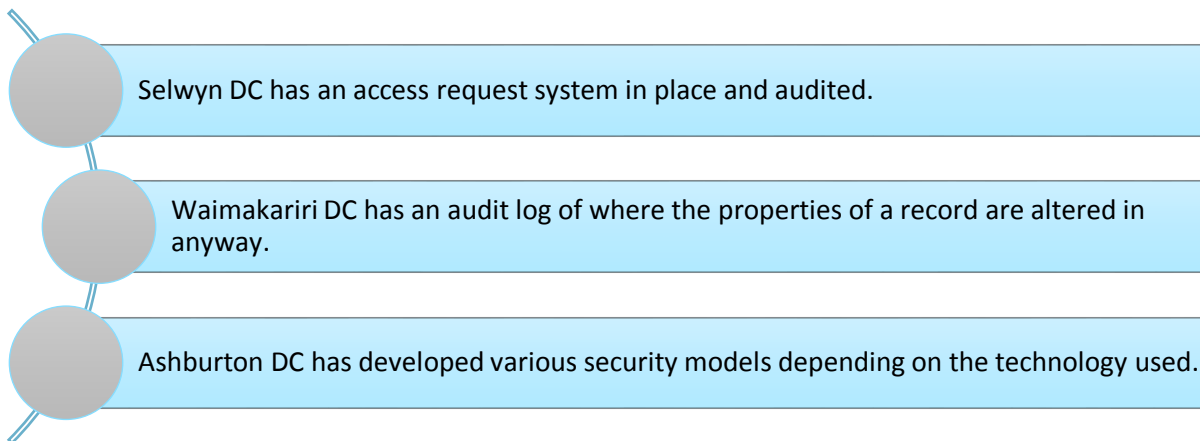 Selwyn DC has an access request system in place and audited.
Waimakariri DC has an audit log of where the properties of a record are altered in
anyway.
Ashburton DC has developed various security models depending on the technology used.